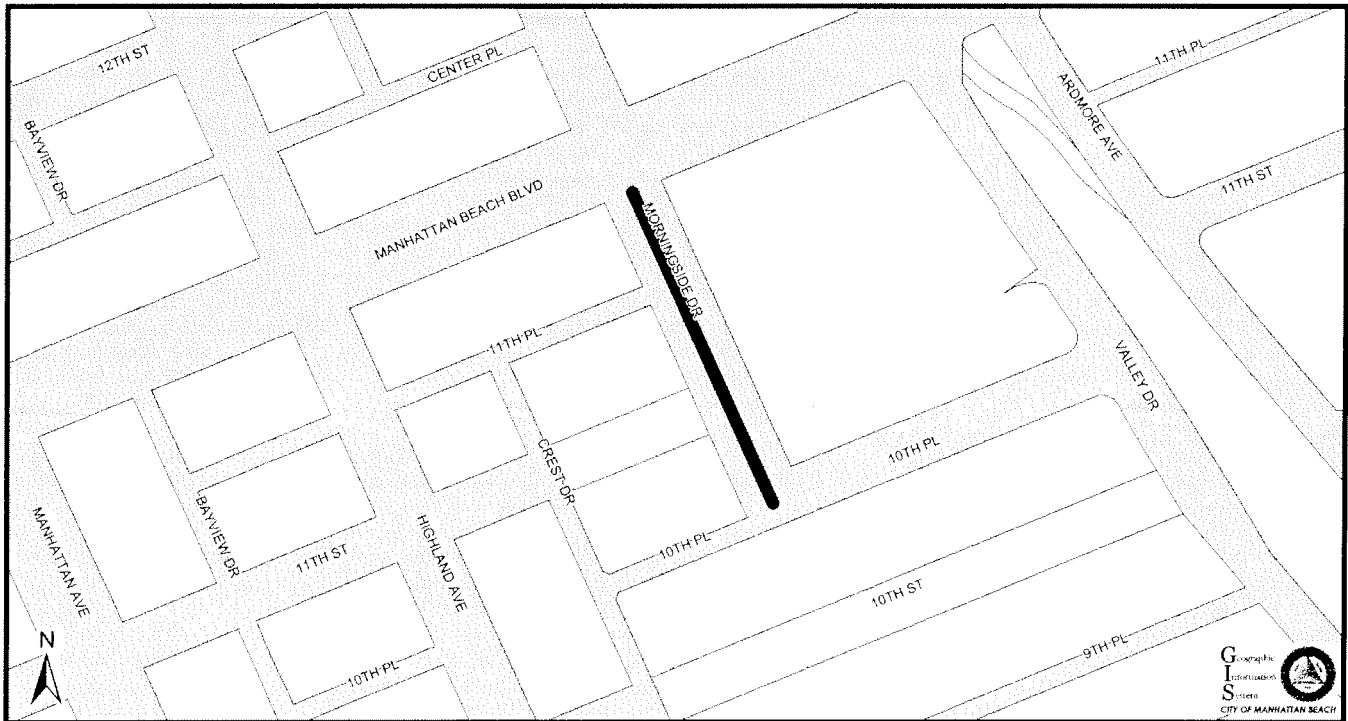 12TH ST
CENTER PL
11TH PL
ARDMORE AVE
BAYVIEW DR
11TH ST
MANHATTAN BEACH BLVD
MORNINGSIDE DR
11TH PL
VALLEY DR
CREST DR
10TH PL
MANHATTAN AVE
BAYVIEW DR
HIGHLAND AVE
11TH ST
10TH PL
10TH ST
9TH PL
10TH PL
N
Geographic
Information
System
CITY OF MANHATTAN BEACH